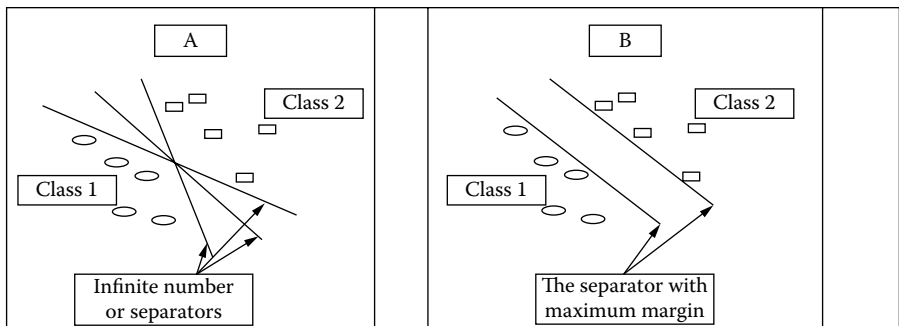 A
Class 2
Class 1
Infinite number
or separators
B
Class 2
Class 1
The separator with
maximum margin